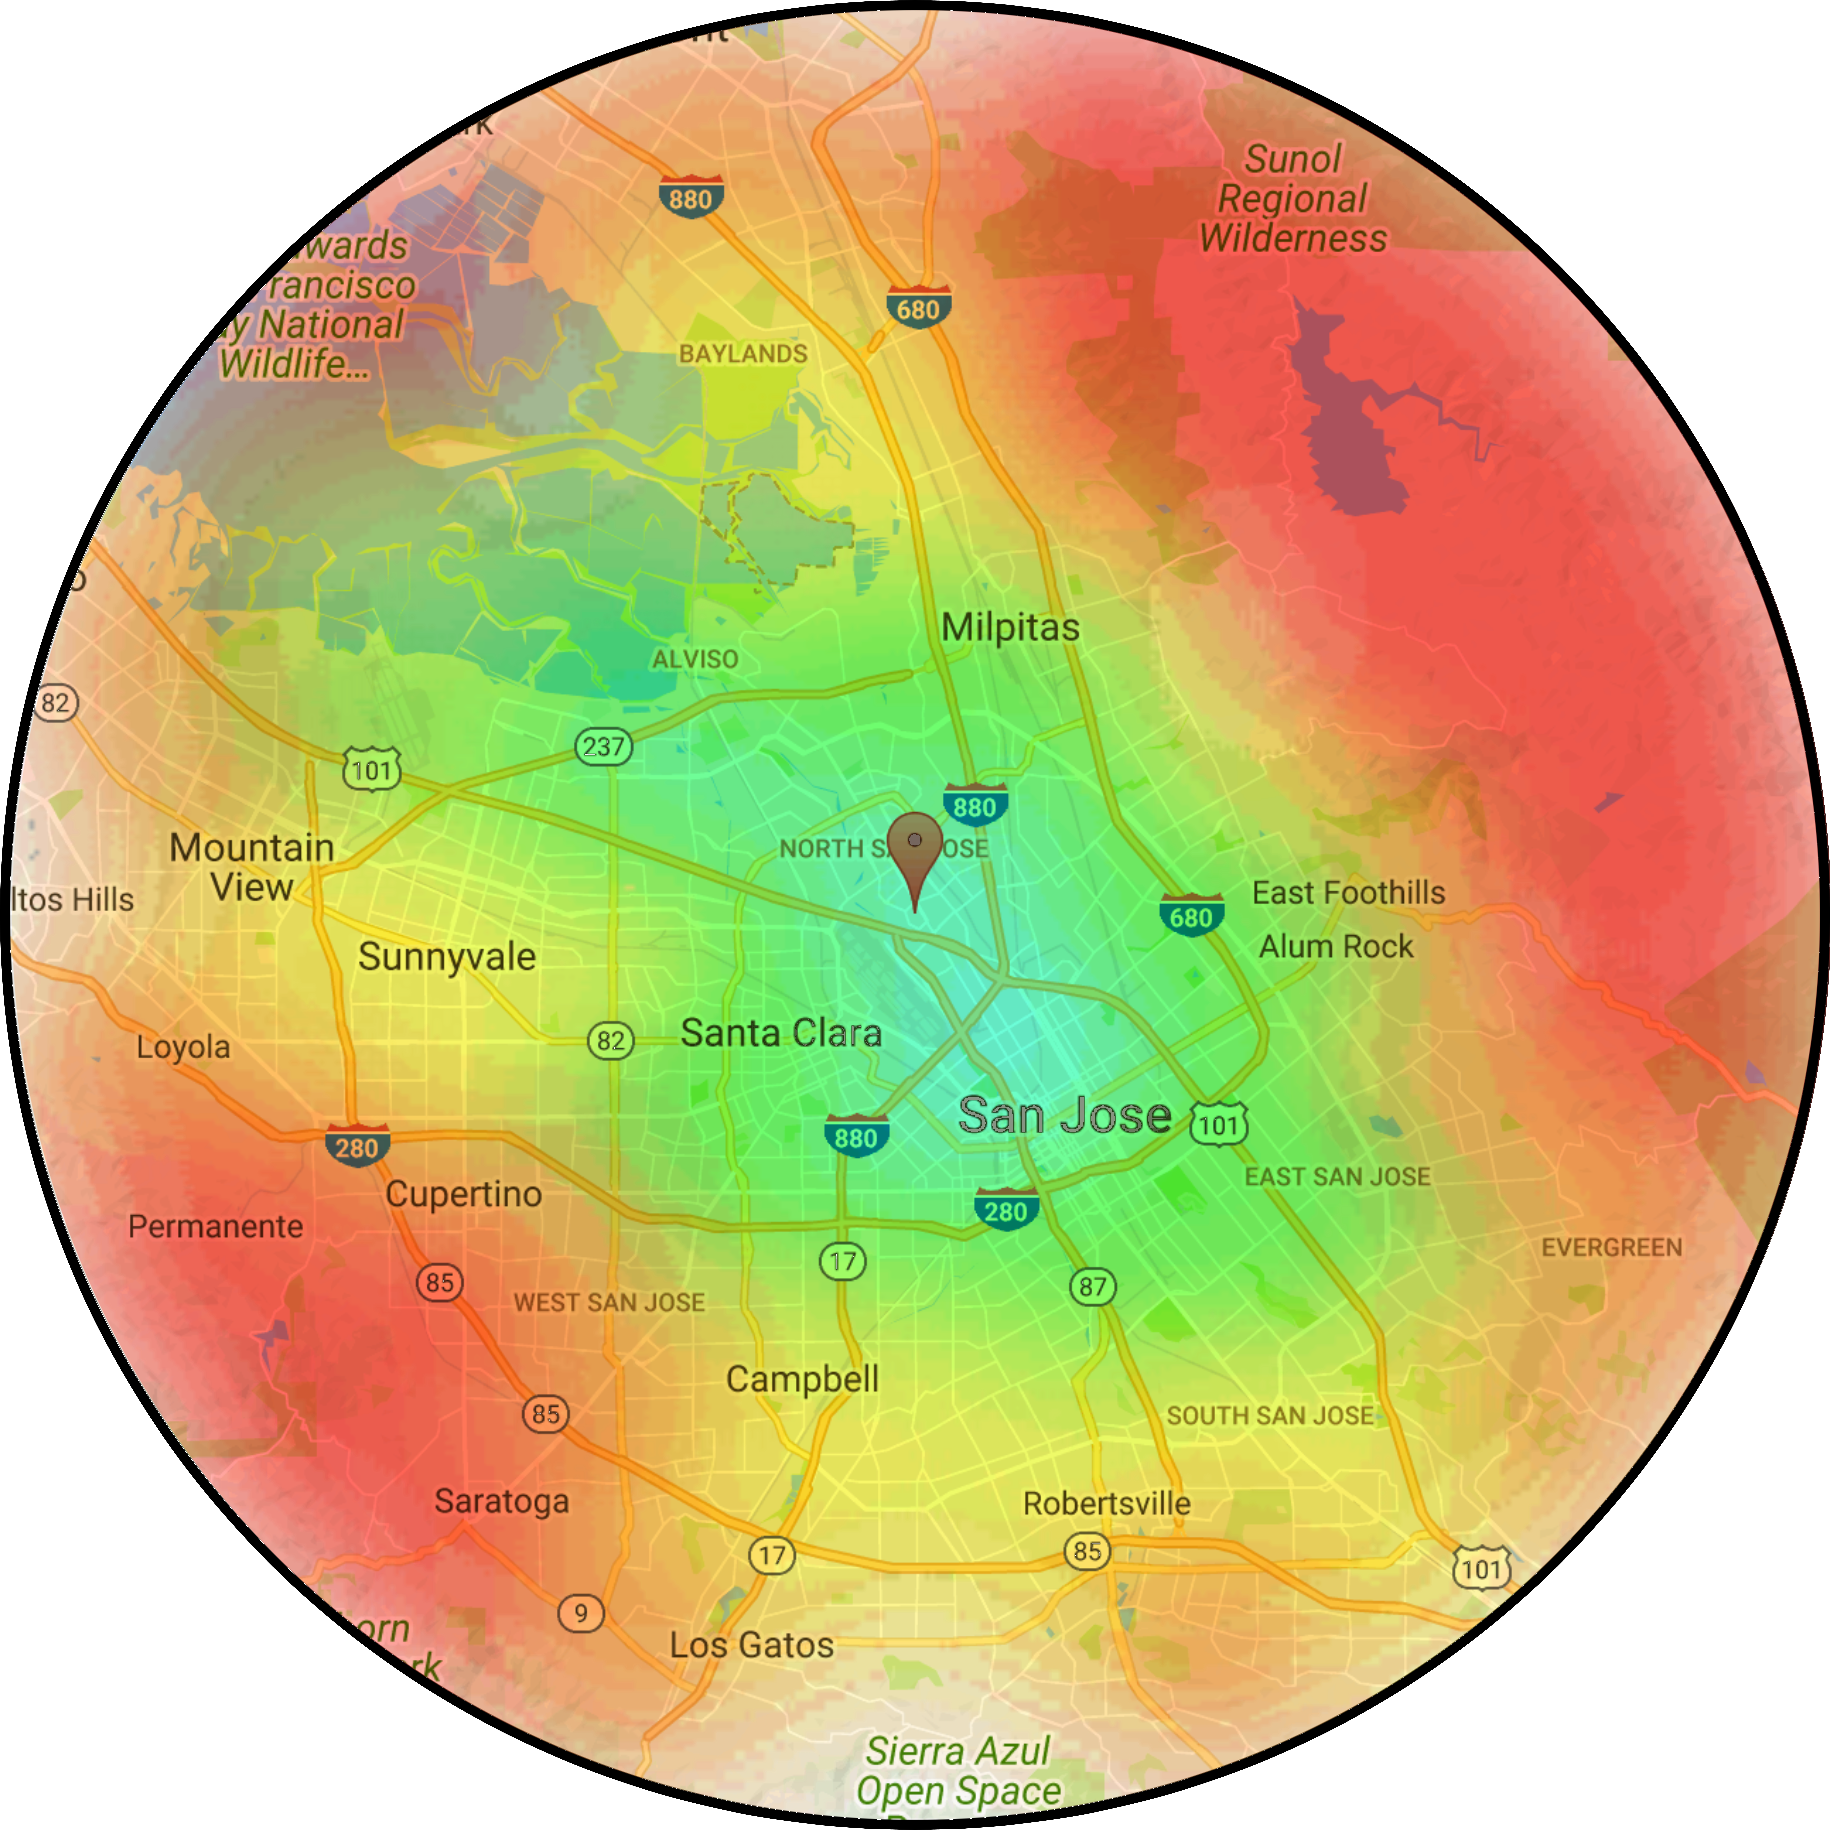 880
Sunol
Regional
Wilderness
wards
rancisco
y National
Wildlife...
680
BAYLANDS
Milpitas
ALVISO
82
237
101
880
NORTH S OSE
Mountain
View
ltos Hills
East Foothills
680
Alum Rock
Sunnyvale
Santa Clara
82
Loyola
San Jose
101
880
280
Cupertino
EAST SAN JOSE
280
Permanente
EVERGREEN
17
85
87
WEST SAN JOSE
Campbell
85
SOUTH SAN JOSE
Saratoga
Robertsville
17
85
101
9
orn
rk
Los Gatos
Sierra Azul
Open Space